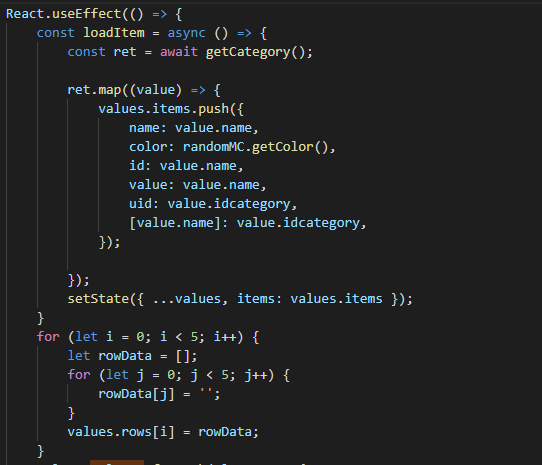 React.useEffect(() => {
const loadItem = async () => {
const ret = await getCategory();
ret.map((value) => {
values.items.push({
name: value.name,
color: randomMC.getColor(),
id: value.name,
value: value.name,
uid: value.idcategory,
[value.name]: value.idcategory,
});
});
setState({ ...values, items: values.items });
}
for (let i = 0; i < 5; i++) {
let rowData = [];
for (let j = 0; j < 5; j++) {
rowData[j] = '';
}
values.rows[i] = rowData;
}